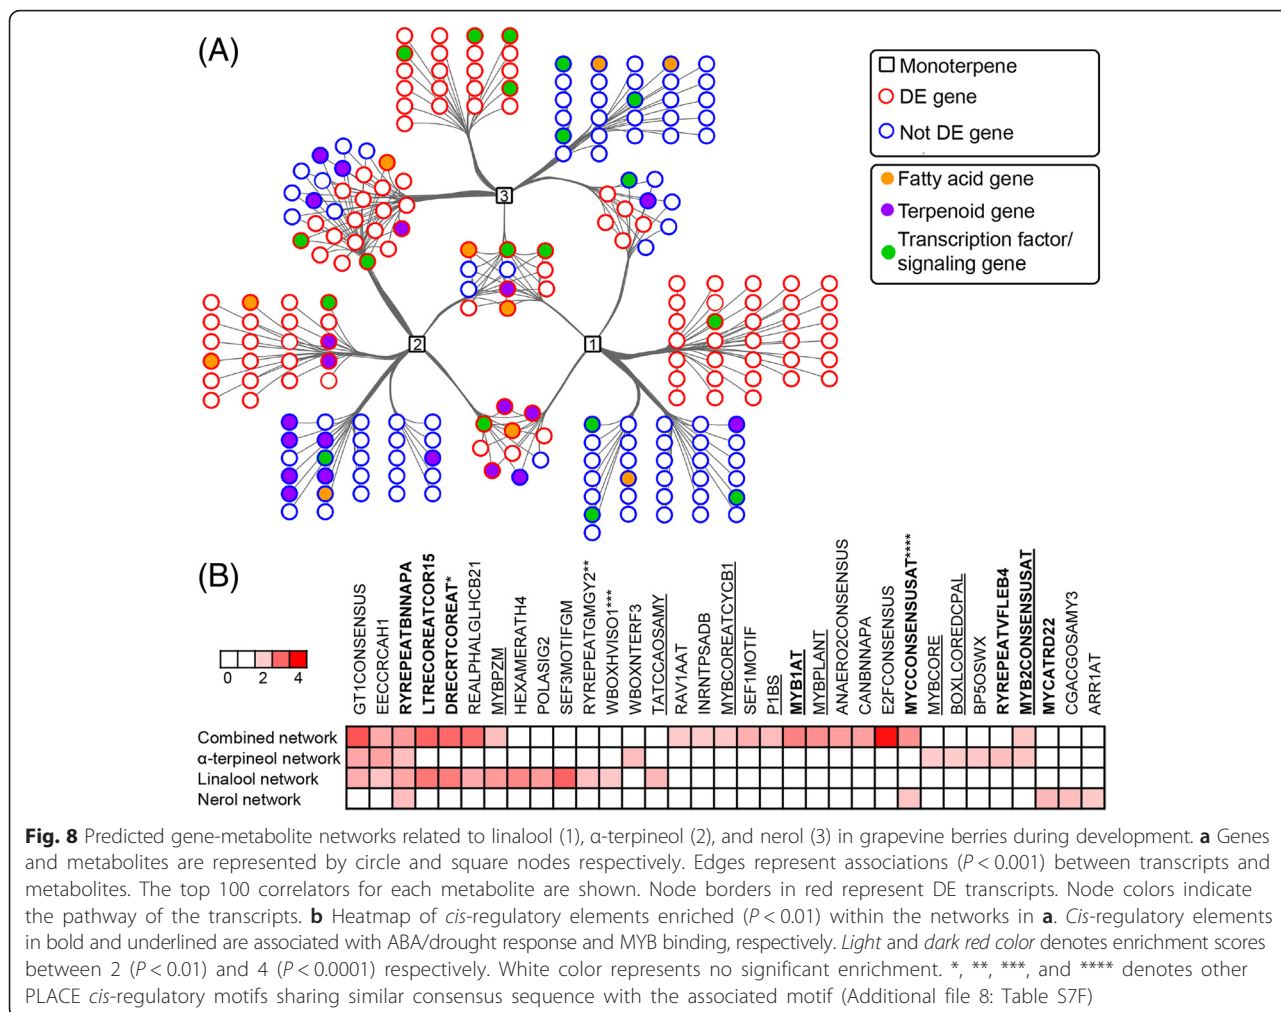 (A)
Monoterpene
DE gene
Not DE gene
Fatty acid gene
Terpenoid gene
Transcription factor/
signaling gene
3
2
1
(B)
0 2 4
GT1CONSENSUS
EECCRCAH1
RYREPEATBNNAPA
LTRECOREATCOR15
DRECRTCOREAT*
REALPHALGLHCB21
MYBPZM
HEXAMERATH4
POLASIG2
SEF3MOTIFGM
RYREPEATGMGY2**
WBOXHVISO1***
WBOXNTERF3
TATCCAOSAMY
RAV1AAT
INRNTPSADB
MYBCOREATCYCB1
SEF1MOTIF
P1BS
MYB1AT
MYBPLANT
ANAERO2CONSENSUS
CANBNNAPA
E2FCONSENSUS
MYCCONSENSUSAT****
MYBCORE
BOXLCOREDCPAL
BP5OSWX
RYREPEATVFLEB4
MYB2CONSENSUSAT
MYCATRD22
CGACGOSAMY3
ARR1AT
Combined network
α-terpineol network
Linalool network
Nerol network
Fig. 8 Predicted gene-metabolite networks related to linalool (1), α-terpineol (2), and nerol (3) in grapevine berries during development. a Genes
and metabolites are represented by circle and square nodes respectively. Edges represent associations (P < 0.001) between transcripts and
metabolites. The top 100 correlators for each metabolite are shown. Node borders in red represent DE transcripts. Node colors indicate
the pathway of the transcripts. b Heatmap of cis-regulatory elements enriched (P < 0.01) within the networks in a. Cis-regulatory elements
in bold and underlined are associated with ABA/drought response and MYB binding, respectively. Light and dark red color denotes enrichment scores
between 2 (P < 0.01) and 4 (P < 0.0001) respectively. White color represents no significant enrichment. *, **, ***, and **** denotes other
PLACE cis-regulatory motifs sharing similar consensus sequence with the associated motif (Additional file 8: Table S7F)